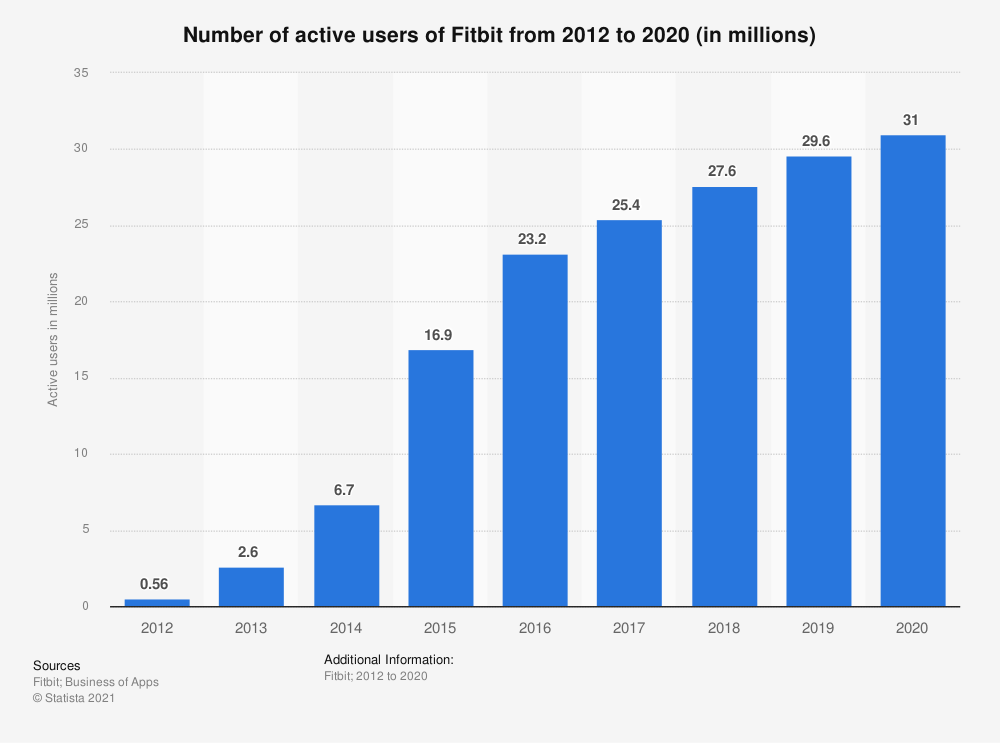 Number of active users of Fitbit from 2012 to 2020 (in millions)
Active users in millions
35
30
25
20
15
10
5
0
0.56
2.6
6.7
16.9
23.2
25.4
27.6
29.6
31
2012 2013 2014 2015 2016 2017 2018 2019 2020
Sources
Fitbit; Business of Apps
© Statista 2021
Additional Information:
Fitbit; 2012 to 2020